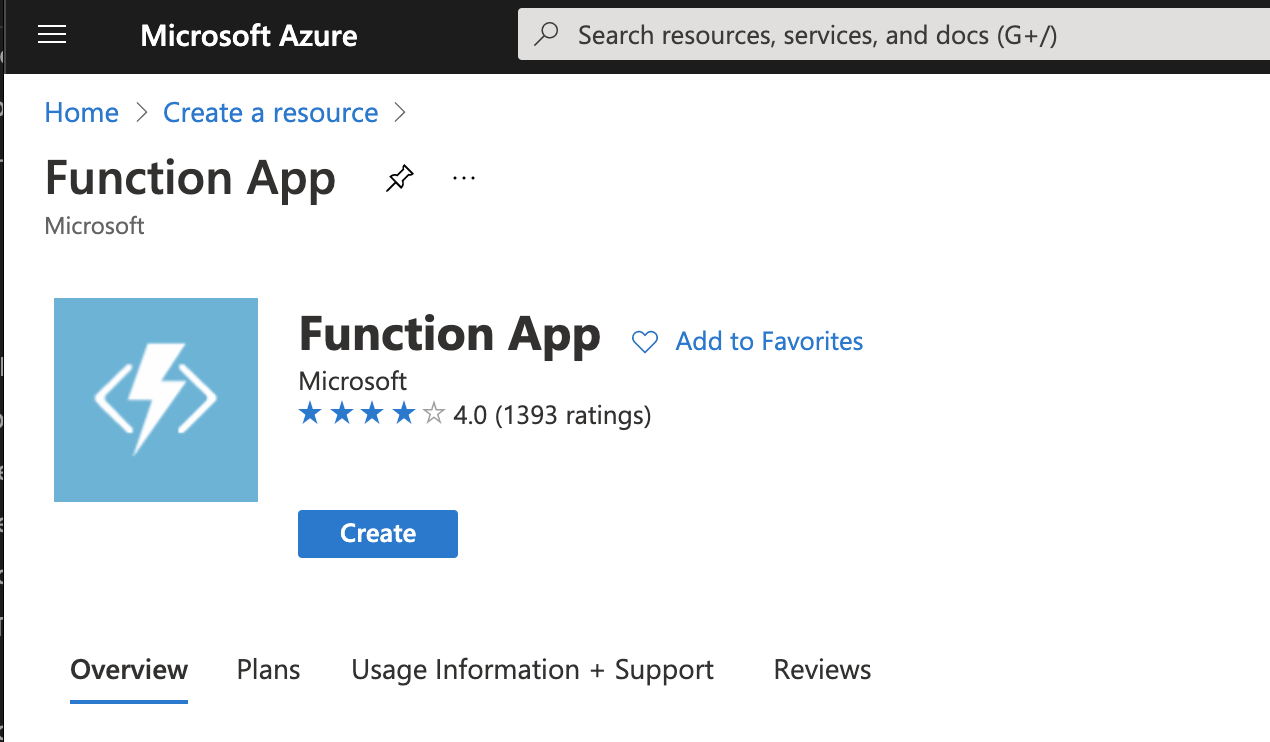 Microsoft Azure
Search resources, services, and docs (G+/)
Home > Create a resource >
Function App ...
Microsoft
Function App
Add to Favorites
Microsoft
4.0 (1393 ratings)
Create
Overview Plans Usage Information + Support Reviews